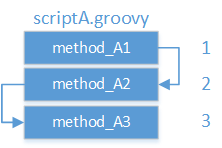 scriptA.groovy
method_A1 1
method_A2 2
method_A3 3